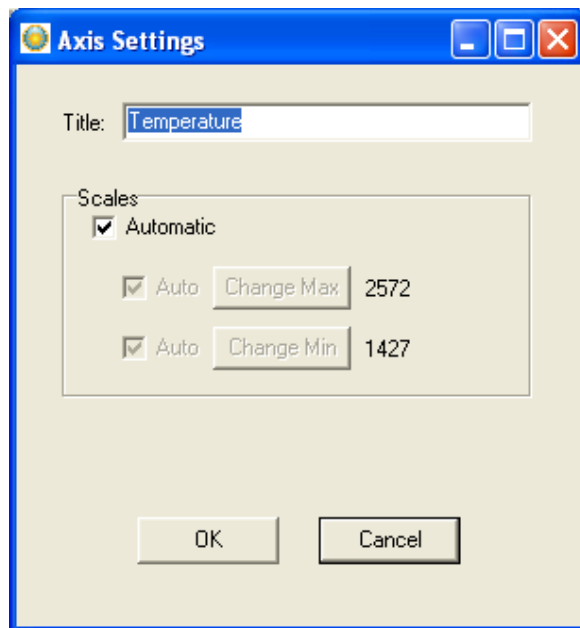 Axis Settings
Title: Temperature
Scales
Automatic
Auto Change Max 2572
Auto Change Min 1427
OK Cancel